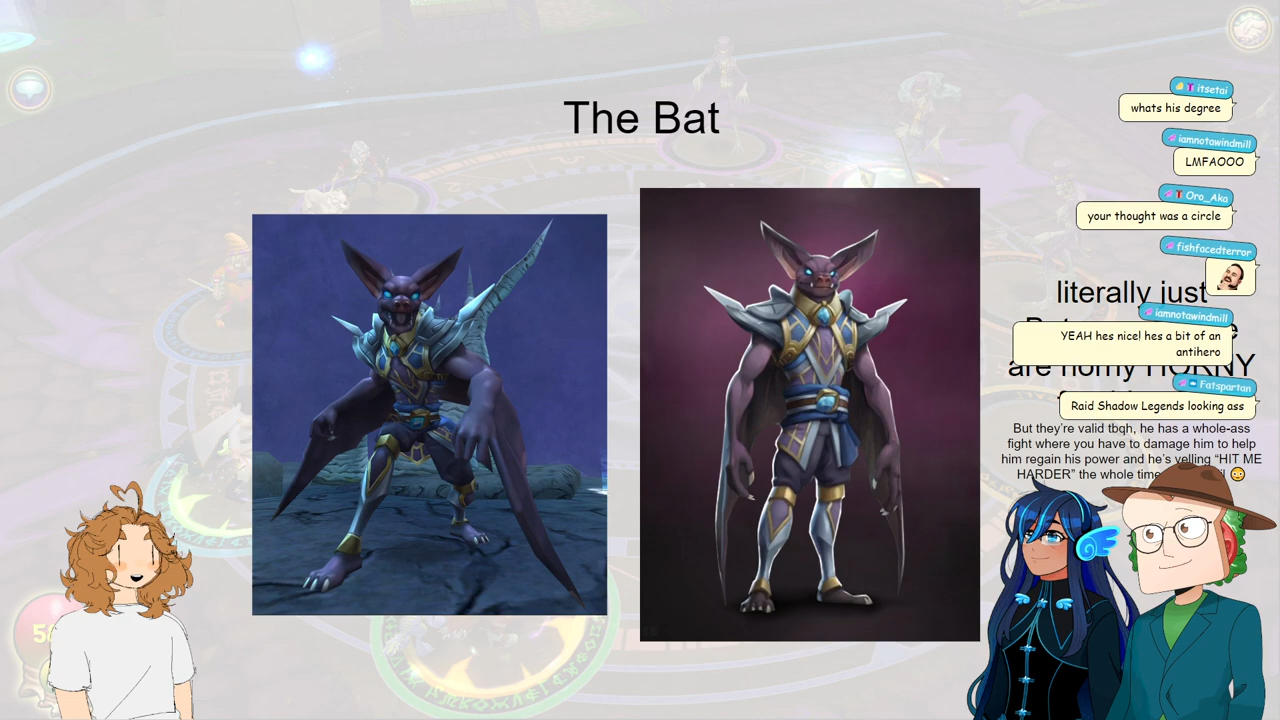 The Bat
itsetai
whats his degree
iamnotawindmill
LMFAOOO
Oro_Aka
your thought was a circle
fishfacedterror
literally just
iamnotawindmill
YEAH hes nice! hes a bit of an
antihero
are horny HORNY
Fatspartan
Raid Shadow Legends looking ass
But they're valid tbqh, he has a whole-ass
fight where you have to damage him to help
him regain his power and he's yelling "HIT ME
HARDER" the whole time